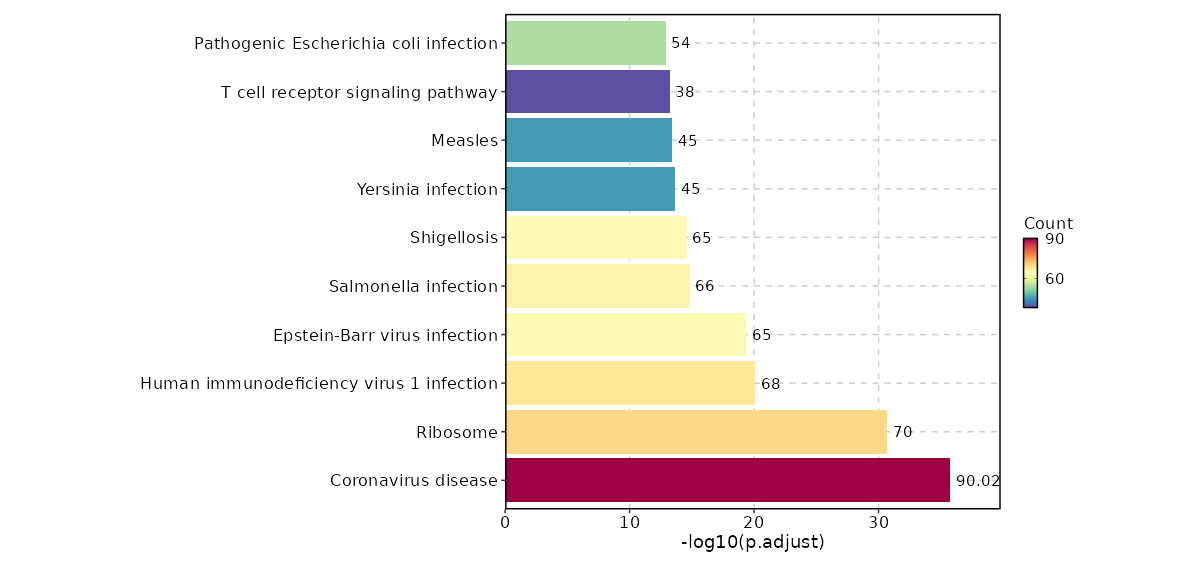 Pathogenic Escherichia coli infection 54
T cell receptor signaling pathway 38
Measles 45
Yersinia infection 45
Shigellosis 65
Salmonella infection 66
Epstein-Barr virus infection 65
Human immunodeficiency virus 1 infection 68
Ribosome 70
Coronavirus disease 90.02
0 10 20 30
-log10(p.adjust)
Count
90
60